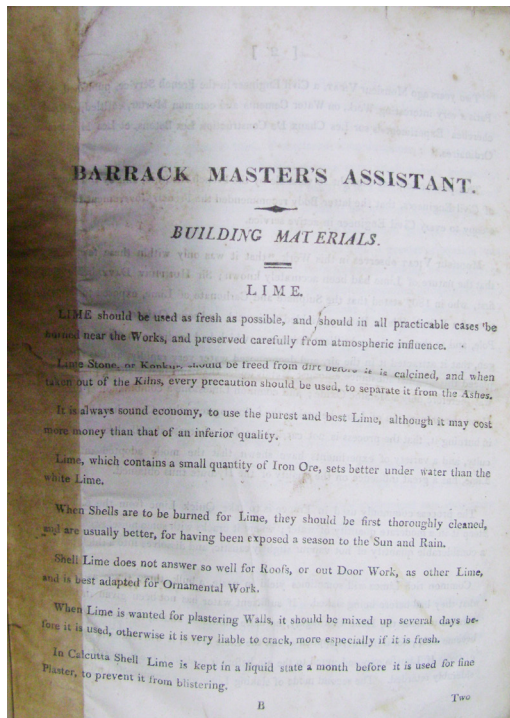 BARRACK MASTER'S ASSISTANT.
BUILDING MATERIALS.
LIME.
LIME should be used as fresh as possible, and should in all practicable cases be
burned near the Works, and preserved carefully from atmospheric influence.
Lime Stone, or Kunkur, should be freed from dirt before it is calcined, and when
taken out of the Kilns, every precaution should be used, to separate it from the Ashes.
It is always sound economy, to use the purest and best Lime, although it may cost
more money than that of an inferior quality.
Lime, which contains a small quantity of Iron Ore, sets better under water than the
white Lime.
When Shells are to be burned for Lime, they should be first thoroughly cleaned,
and are usually better, for having been exposed a season to the Sun and Rain.
Shell Lime does not answer so well for Roofs, or out Door Work, as other Lime,
and is best adapted for Ornamental Work.
When Lime is wanted for plastering Walls, it should be mixed up several days be-
fore it is used, otherwise it is very liable to crack, more especially if it is fresh.
In Calcutta Shell Lime is kept in a liquid state a month before it is used for fine
Plaster, to prevent it from blistering.
B
Two